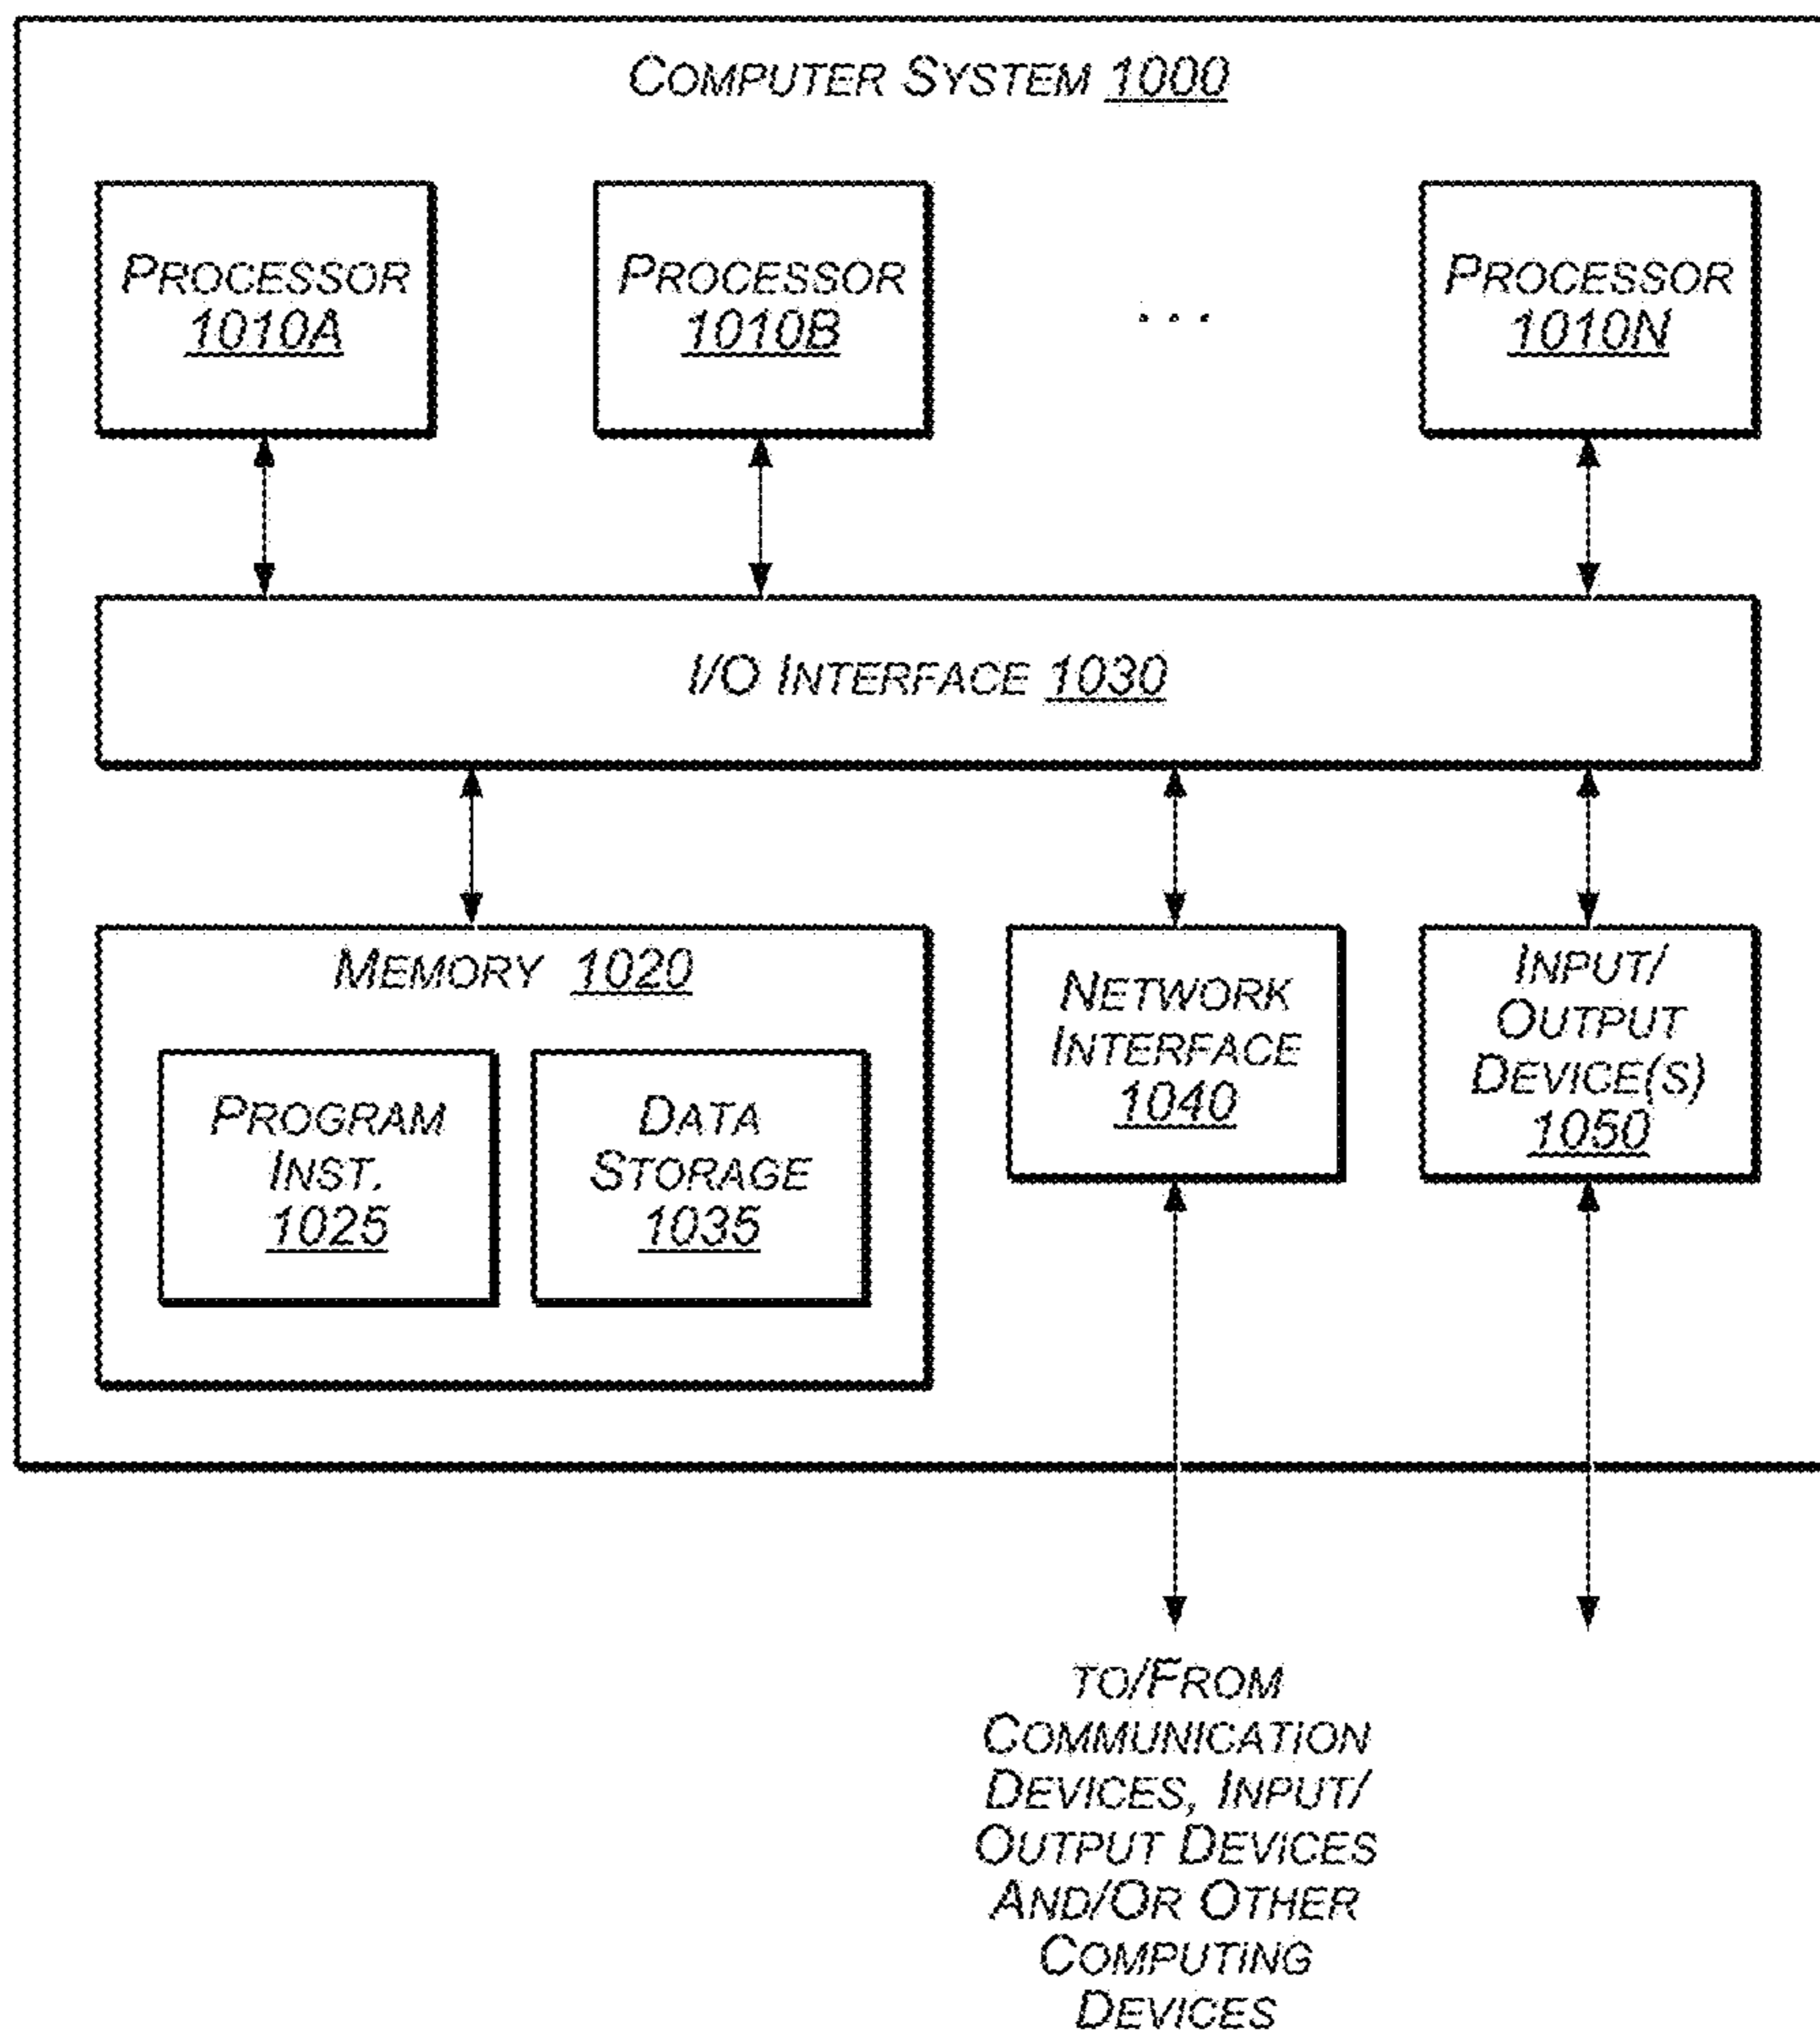 COMPUTER SYSTEM 1000
PROCESSOR
1010A
PROCESSOR
1010B
...
PROCESSOR
1010N
I/O INTERFACE 1030
MEMORY 1020
PROGRAM
INST.
1025
DATA
STORAGE
1035
NETWORK
INTERFACE
1040
INPUT/
OUTPUT
DEVICE(S)
1050
TO/FROM
COMMUNICATION
DEVICES, INPUT/
OUTPUT DEVICES
AND/OR OTHER
COMPUTING
DEVICES